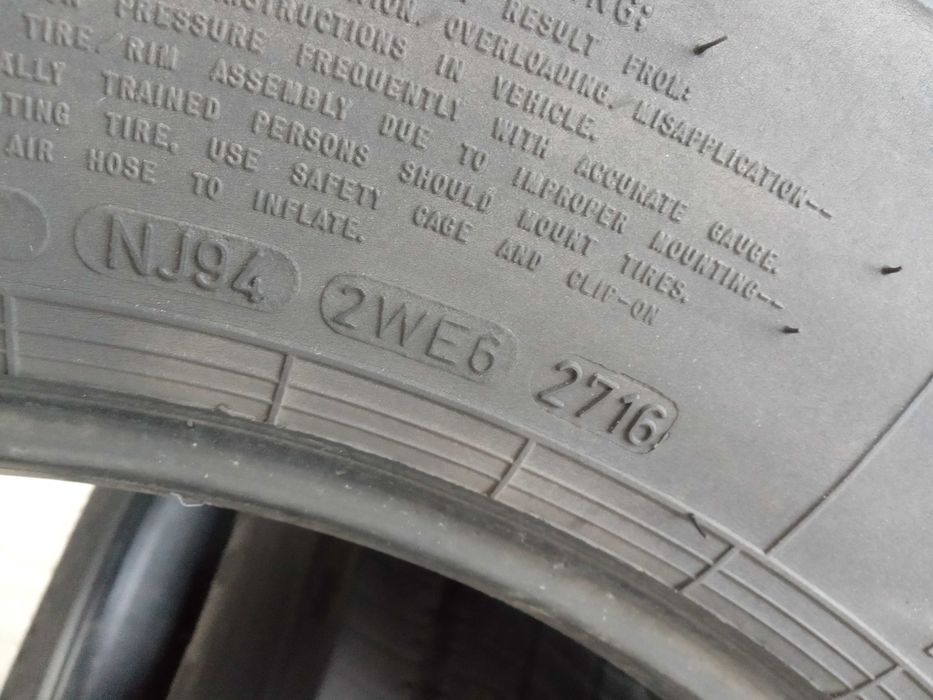 RESULT FROM:
OVERLOADING/MISAPPLICATION--
IN VEHICLE.
PRESSURE FREQUENTLY WITH ACCURATE GAUGE.
TIRE/RIM ASSEMBLY DUE TO IMPROPER MOUNTING--
TRAINED PERSONS SHOULD MOUNT TIRES.
TIRE. USE SAFETY CAGE AND CLIP-ON
AIR HOSE TO INFLATE.
NJ94 2WE6 2716